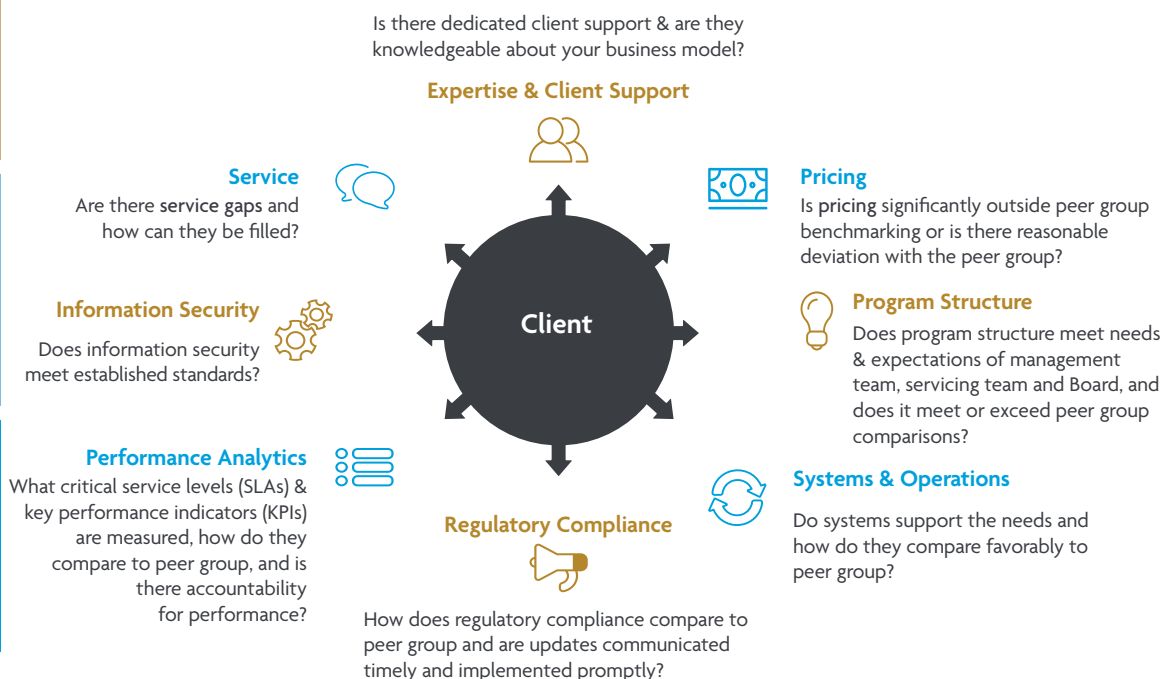 Is there dedicated client support & are they
knowledgeable about your business model?
Expertise & Client Support
Service
Are there service gaps and
how can they be filled?
Pricing
Is pricing significantly outside peer group
benchmarking or is there reasonable
deviation with the peer group?
Information Security
Does information security
meet established standards?
Client
Program Structure
Does program structure meet needs
& expectations of management
team, servicing team and Board, and
does it meet or exceed peer group
comparisons?
Performance Analytics
What critical service levels (SLAs) &
key performance indicators (KPIs)
are measured, how do they
compare to peer group, and is
there accountability
for performance?
Systems & Operations
Do systems support the needs and
how do they compare favorably to
peer group?
Regulatory Compliance
How does regulatory compliance compare to
peer group and are updates communicated
timely and implemented promptly?